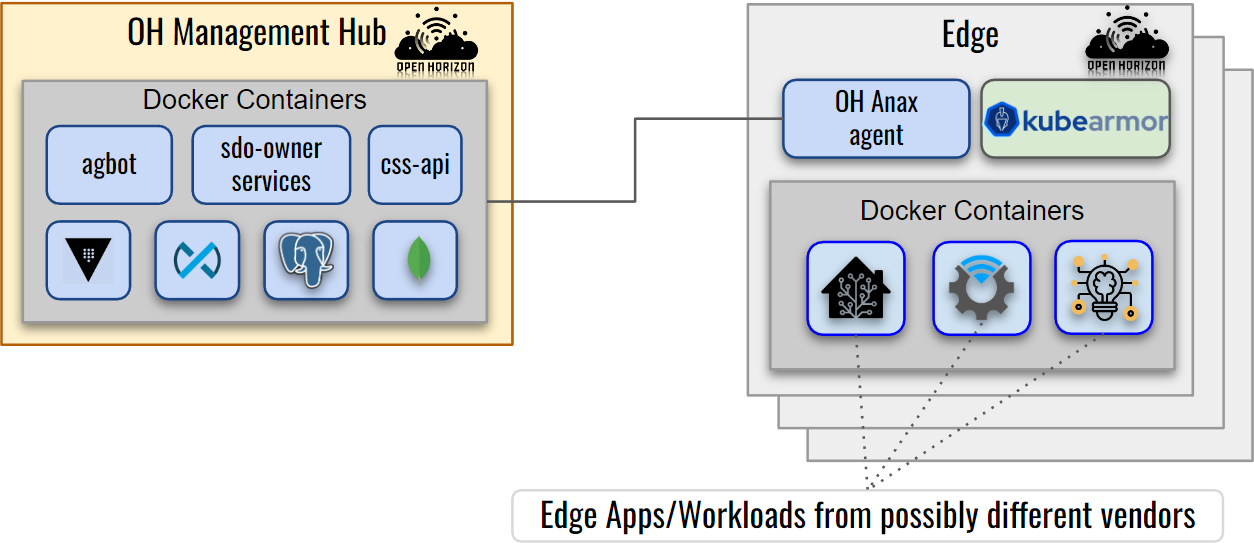 OH Management Hub
OPEN HORIZON
Docker Containers
agbot
sdo-owner
services
css-api
Edge
OPEN HORIZON
OH Anax
agent
kubearmor
Docker Containers
Edge Apps/Workloads from possibly different vendors